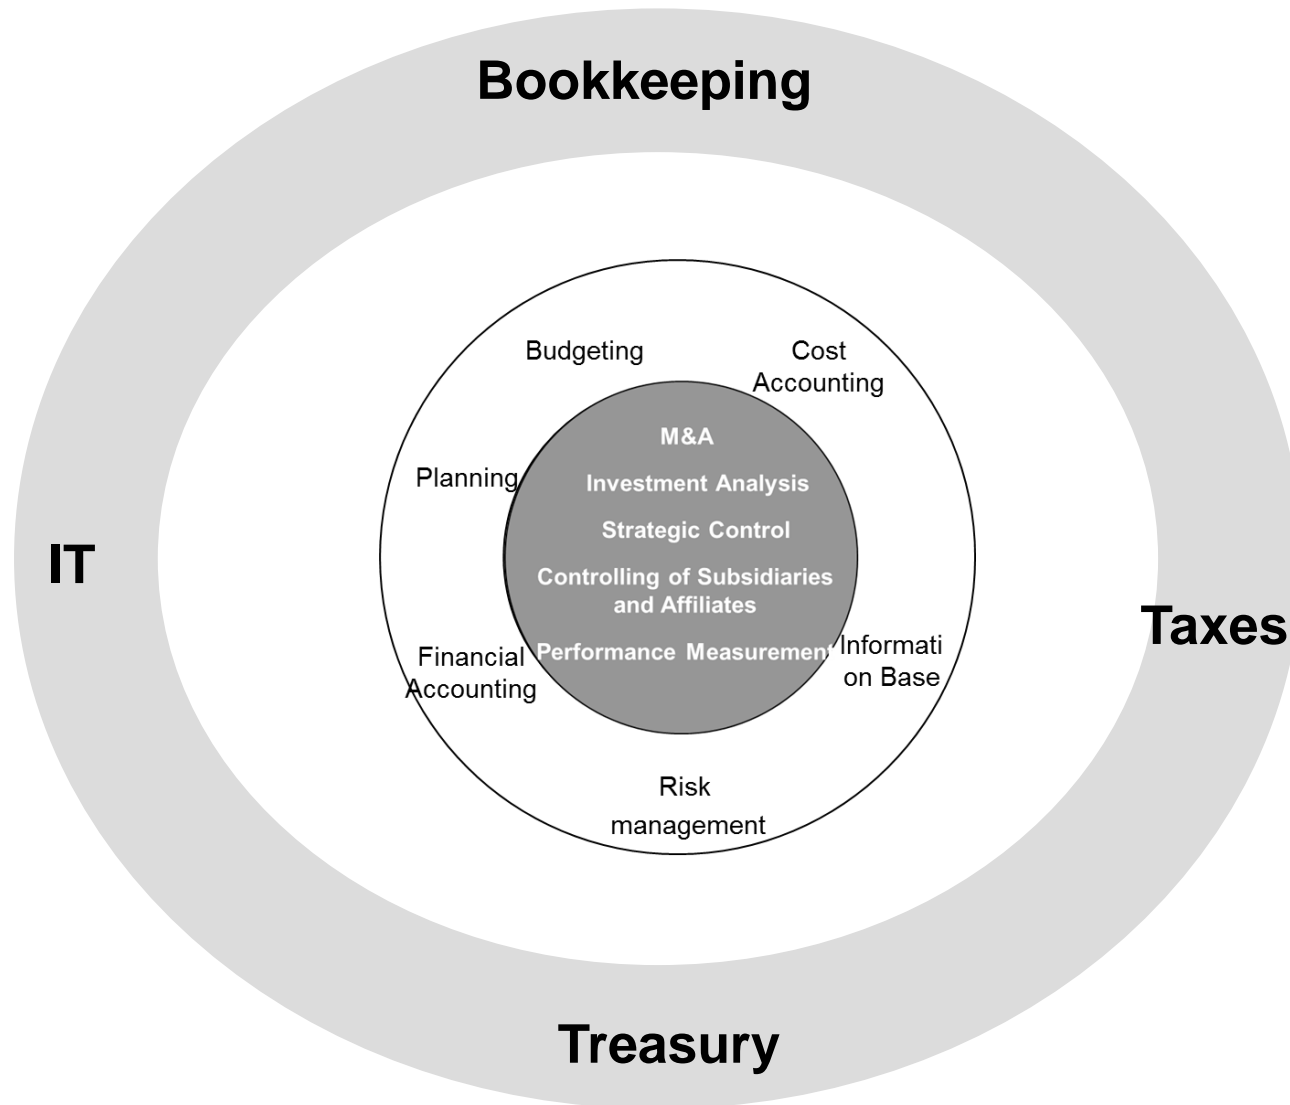 Bookkeeping
Budgeting
Cost
Accounting
M&A
Planning
Investment Analysis
Strategic Control
IT
Controlling of Subsidiaries
and Affiliates
Taxes
Financial
Accounting
Performance Measurement
Informati
on Base
Risk
management
Treasury